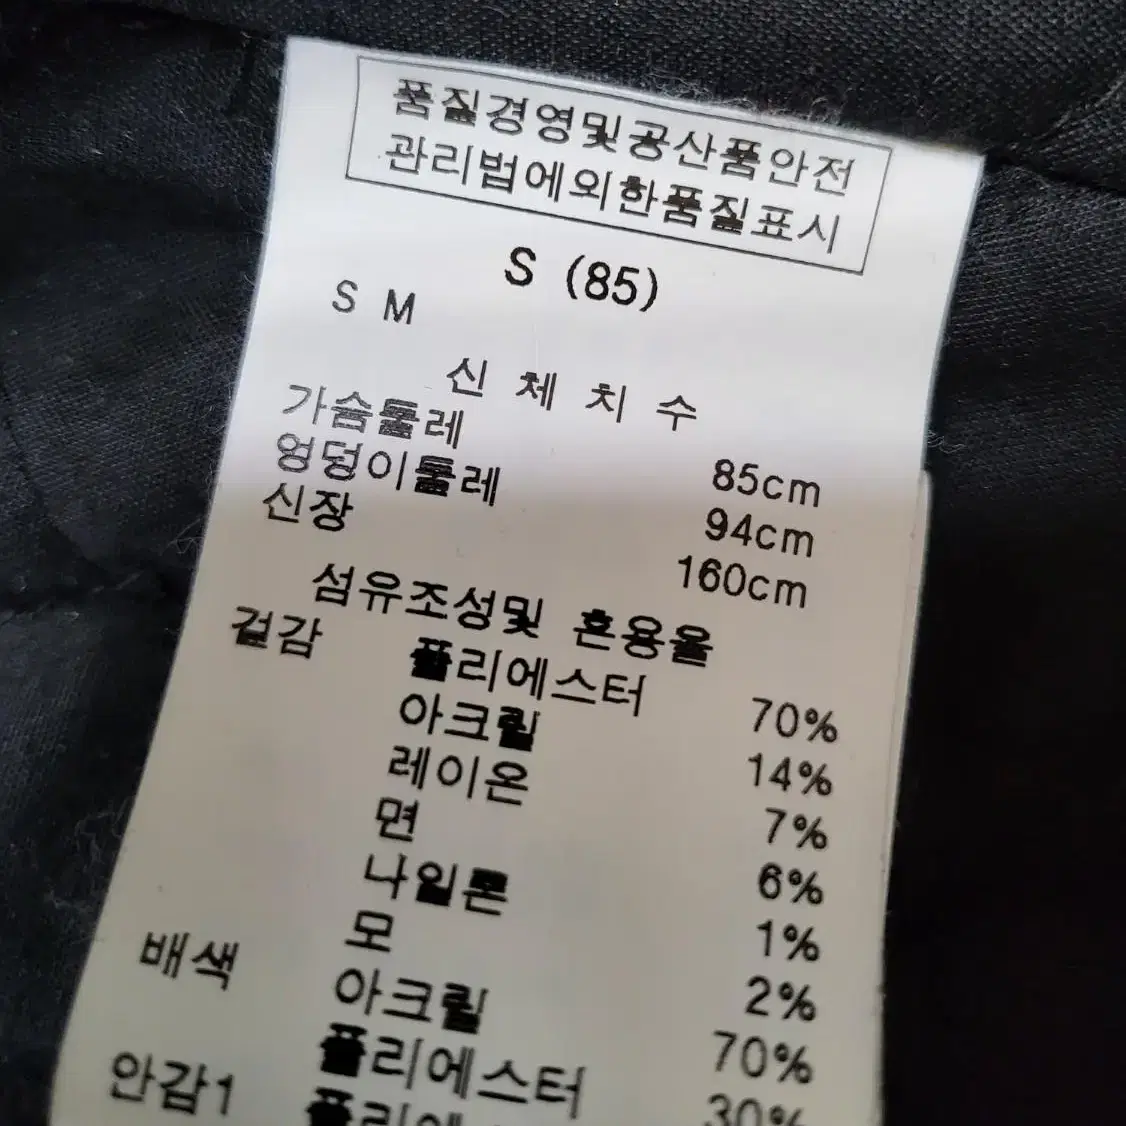 품질경영및공산품안전
관리법에의한품질표시
S (85)
S M
신 체 치 수
가슴둘레 85cm
엉덩이둘레 94cm
신장 160cm
섬유조성및 혼용율
겉감 폴리에스터 70%
아크릴 14%
레이온 7%
면 6%
나일론 1%
모 2%
배색 아크릴 70%
폴리에스터 30%
안감1